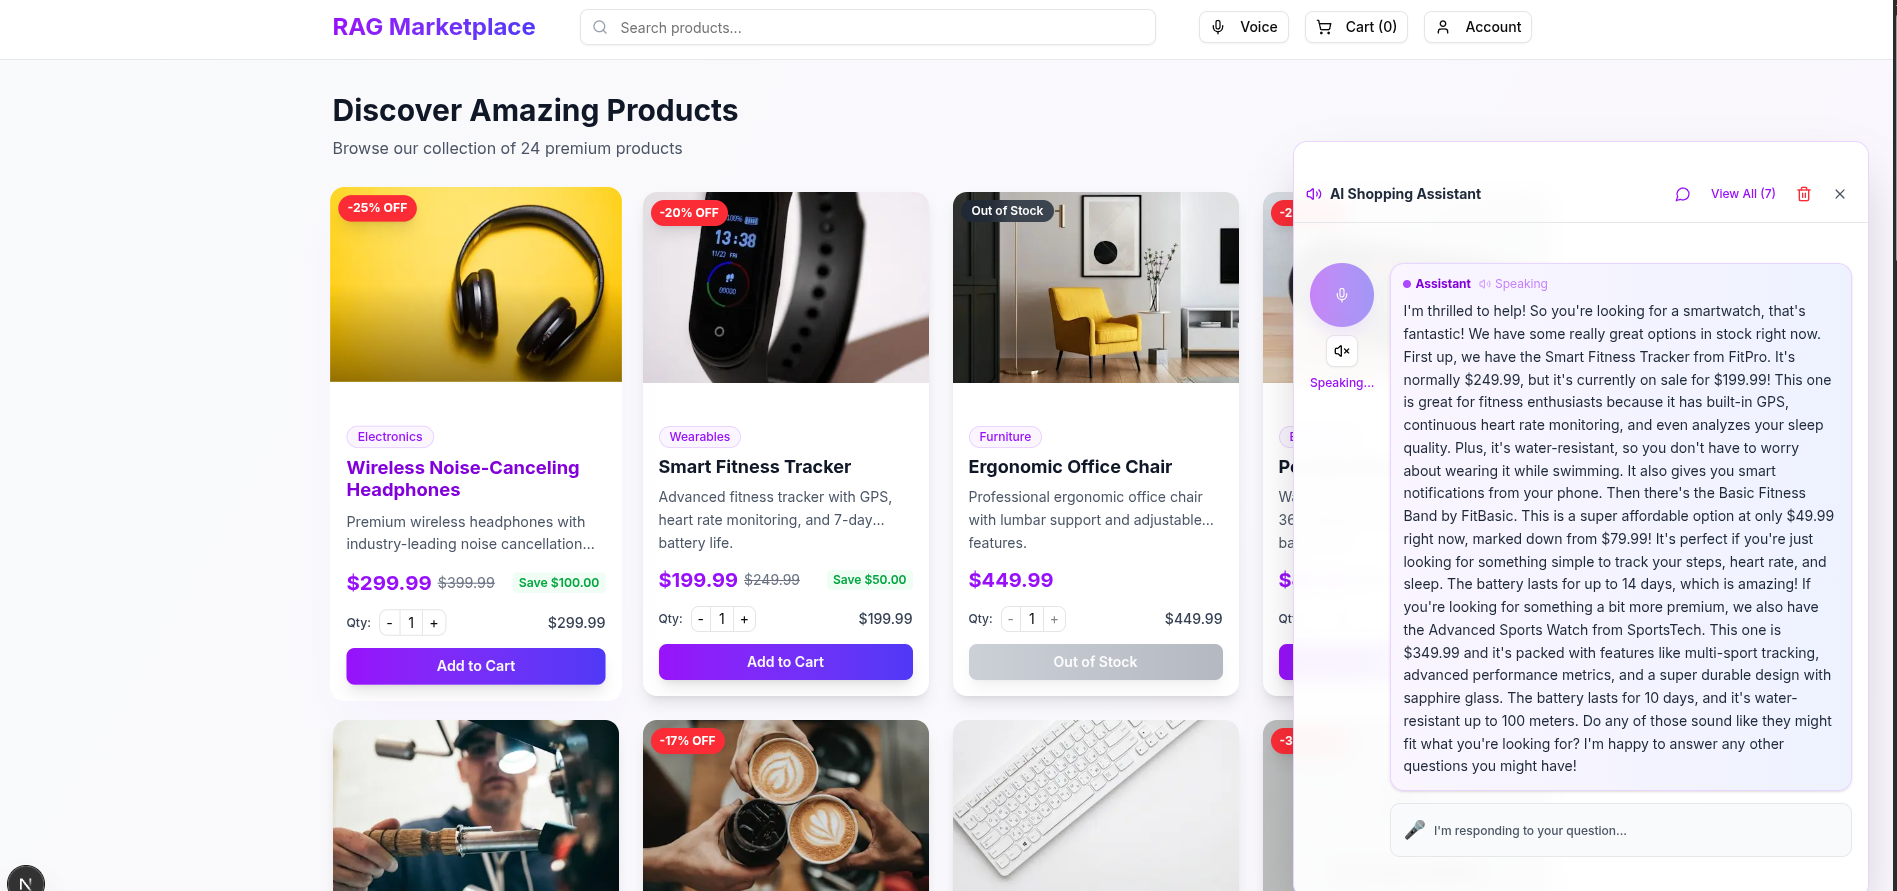 RAG Marketplace
Search products...
Voice
Cart (0)
Account
Discover Amazing Products
Browse our collection of 24 premium products
-25% OFF
Electronics
Wireless Noise-Canceling
Headphones
Premium wireless headphones with
industry-leading noise cancellation...
$299.99 $399.99 Save $100.00
Qty: - 1 + $299.99
Add to Cart
-20% OFF
13:38
Wearables
Smart Fitness Tracker
Advanced fitness tracker with GPS,
heart rate monitoring, and 7-day...
battery life.
$199.99 $249.99 Save $50.00
Qty: - 1 + $199.99
Add to Cart
Out of Stock
Furniture
Ergonomic Office Chair
Professional ergonomic office chair
with lumbar support and adjustable...
features.
$449.99
Qty: - 1 + $449.99
Out of Stock
-17% OFF
AI Shopping Assistant
View All (7)
Speaking...
Assistant Speaking
I'm thrilled to help! So you're looking for a smartwatch, that's
fantastic! We have some really great options in stock right now.
First up, we have the Smart Fitness Tracker from FitPro. It's
normally $249.99, but it's currently on sale for $199.99! This one
is great for fitness enthusiasts because it has built-in GPS,
continuous heart rate monitoring, and even analyzes your sleep
quality. Plus, it's water-resistant, so you don't have to worry
about wearing it while swimming. It also gives you smart
notifications from your phone. Then there's the Basic Fitness
Band by FitBasic. This is a super affordable option at only $49.99
right now, marked down from $79.99! It's perfect if you're just
looking for something simple to track your steps, heart rate, and
sleep. The battery lasts for up to 14 days, which is amazing! If
you're looking for something a bit more premium, we also have
the Advanced Sports Watch from SportsTech. This one is
$349.99 and it's packed with features like multi-sport tracking,
advanced performance metrics, and a super durable design with
sapphire glass. The battery lasts for 10 days, and it's water-
resistant up to 100 meters. Do any of those sound like they might
fit what you're looking for? I'm happy to answer any other
questions you might have!
I'm responding to your question...
N